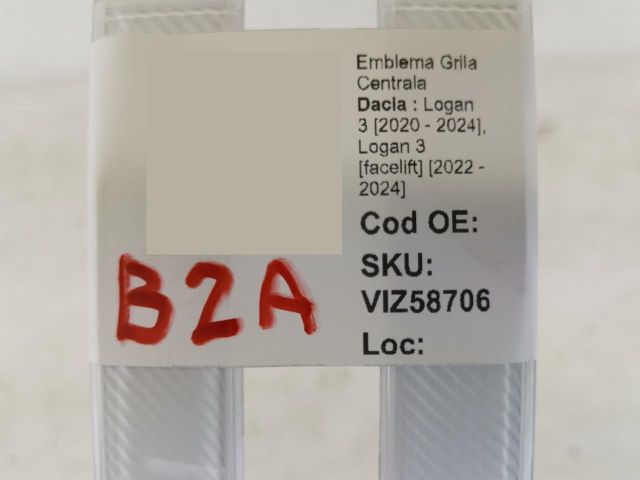 Emblema Grila
Centrala
Dacia : Logan
3 [2020 - 2024],
Logan 3
[facelift] [2022 -
2024]
Cod OE:
SKU:
VIZ58706
Loc:
B2A